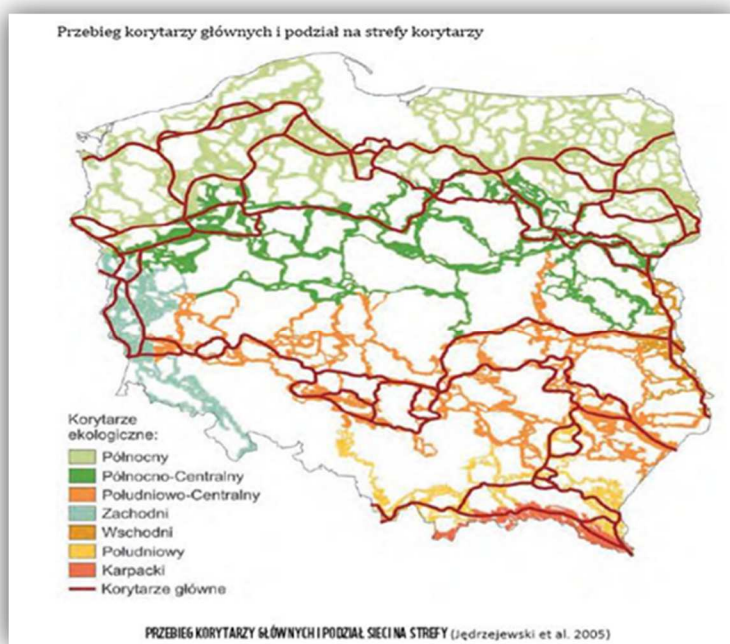 Przebieg korytarzy głównych i podział na strefy korytarzy
Korytarze
ekologiczne:
Północny
Północno-Centralny
Południowo-Centralny
Zachodni
Wschodni
Południowy
Karpacki
Korytarze główne
PRZEBIEG KORYTARZY GŁÓWNYCH I PODZIAŁ SIECI NA STREFY (Jędrzejewski et al. 2005)